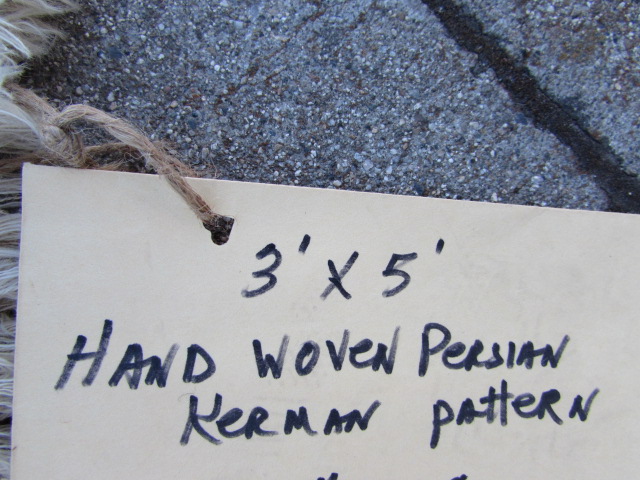 3' X 5'
HAND WOVEN PERSIAN
KERMAN PATTERN